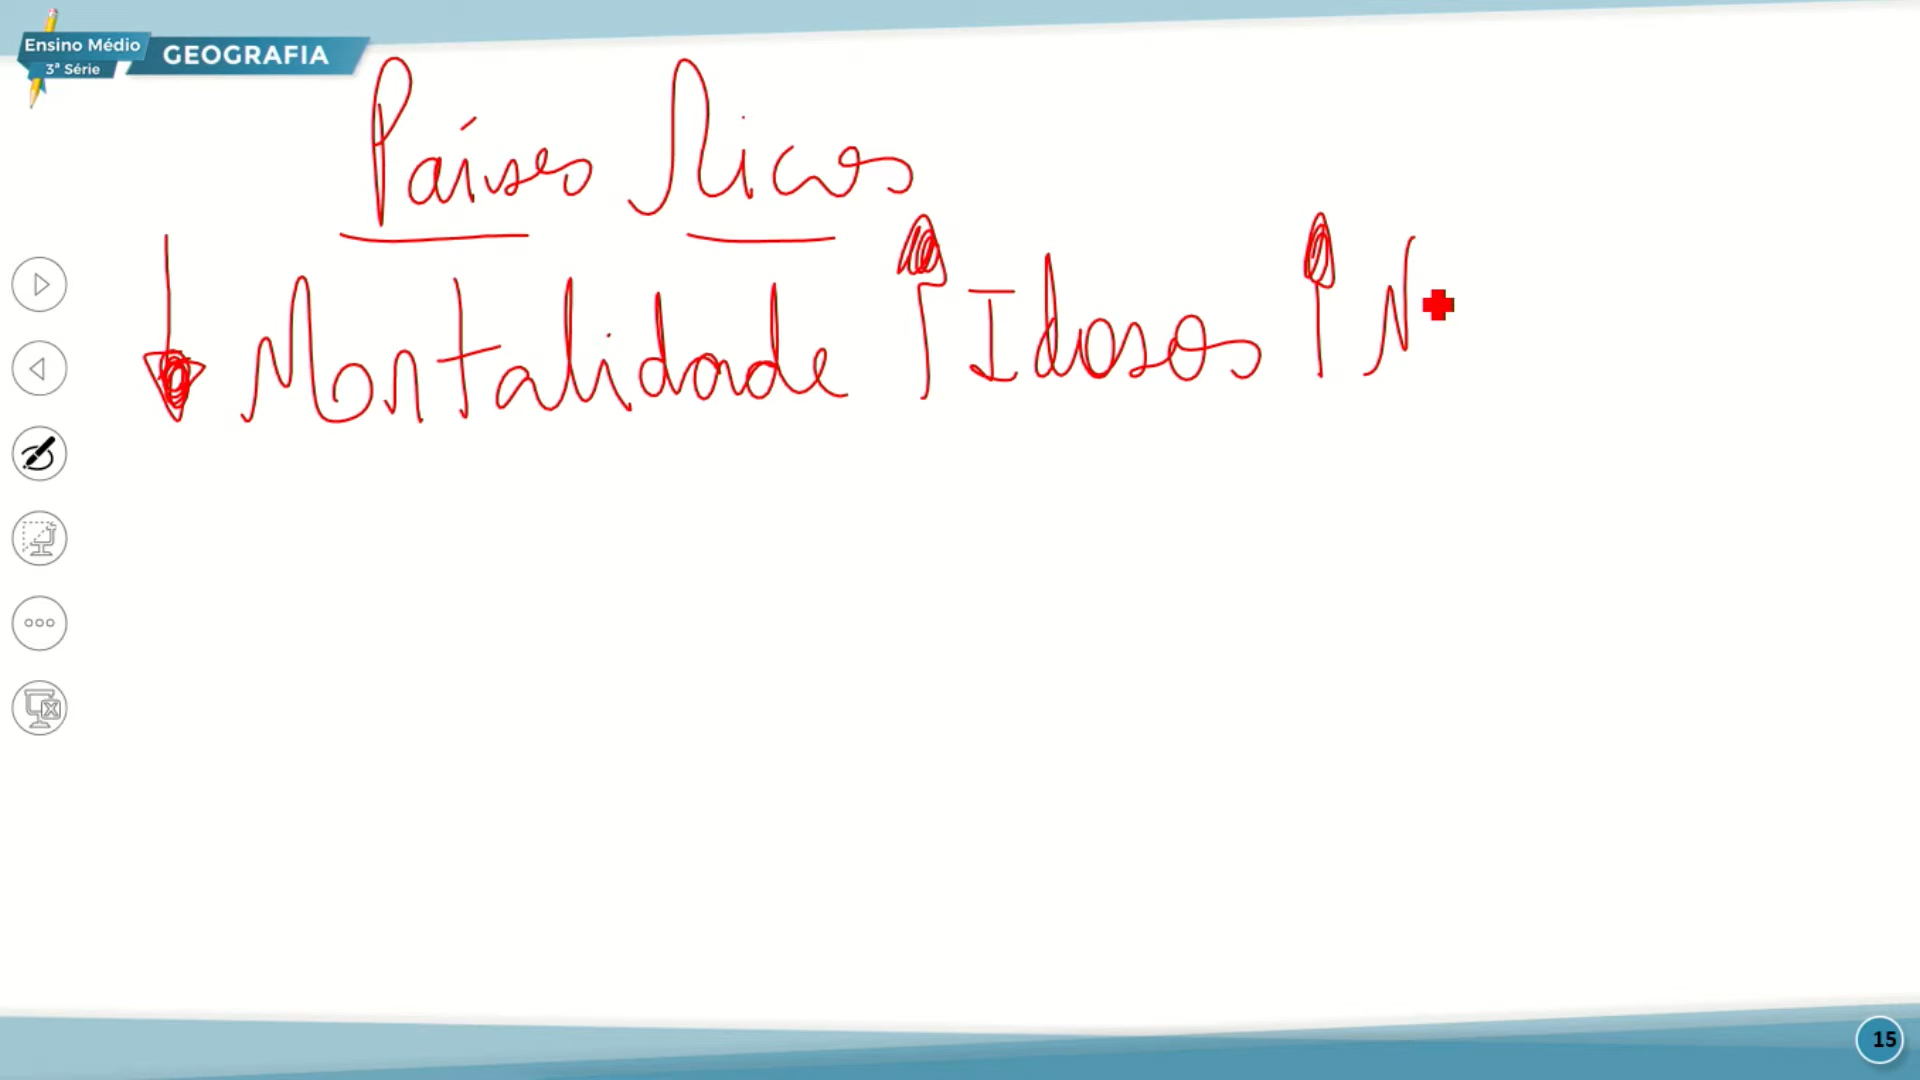 Ensino Médio
3ª Série
GEOGRAFIA
Países Ricos
↓ Mortalidade ↑ Idosos ↑ N
15